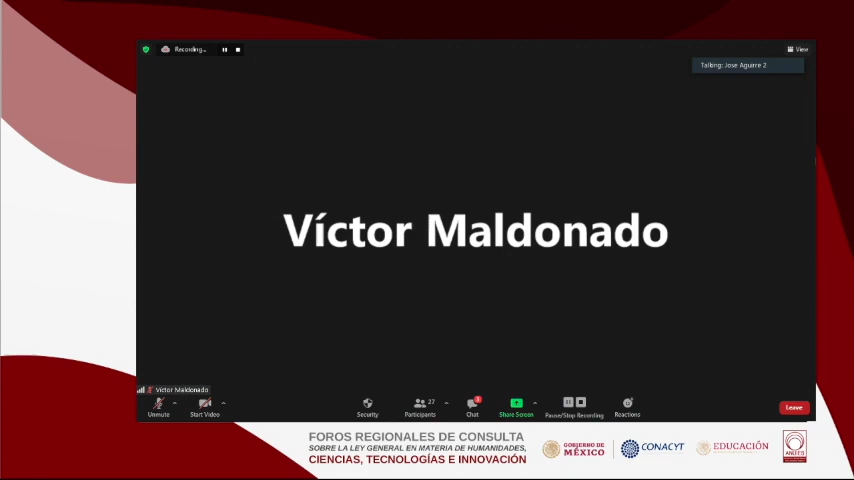 Recording...
View
Talking: Jose Aguirre 2
Víctor Maldonado
Víctor Maldonado
Unmute
Start Video
Security
27
Participants
3
Chat
Share Screen
Pause/Stop Recording
Reactions
Leave
FOROS REGIONALES DE CONSULTA
SOBRE LA LEY GENERAL EN MATERIA DE HUMANIDADES,
CIENCIAS, TECNOLOGÍAS E INNOVACIÓN
GOBIERNO DE
MÉXICO
CONACYT
EDUCACIÓN